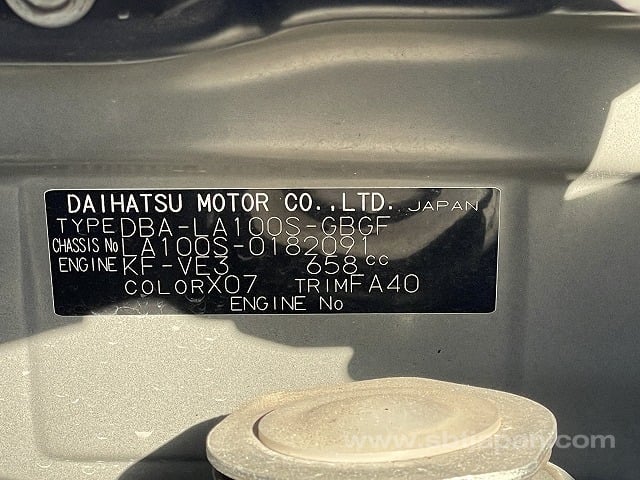 DAIHATSU MOTOR CO.,LTD. JAPAN
TYPE DBA-LA100S-GBGF
CHASSIS No LA100S-0182091
ENGINE KF-VE3 658cc
COLOR X07 TRIM FA40
ENGINE No
www.sbtjapan.com